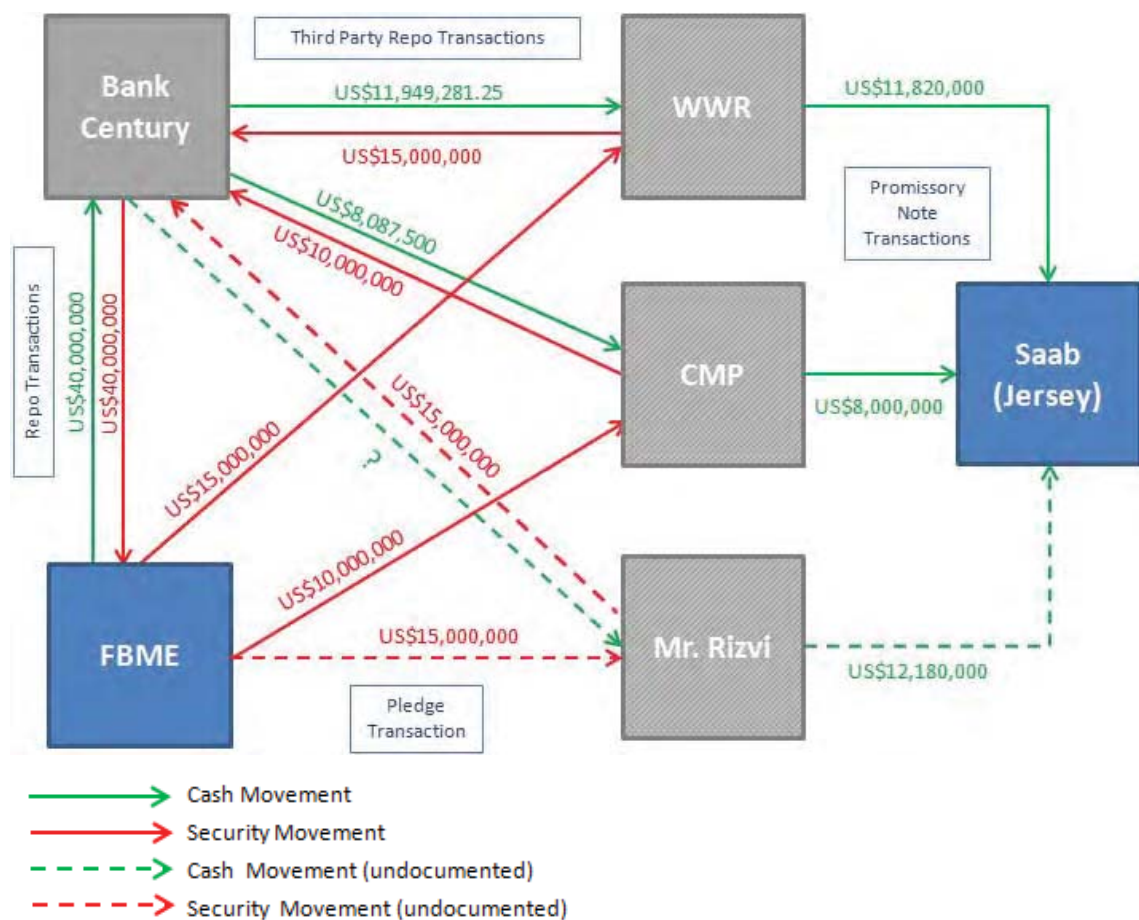 Third Party Repo Transactions
Bank
Century
US$11,949,281.25
US$15,000,000
WWR
US$11,820,000
US$8,087,500
US$10,000,000
Promissory
Note
Transactions
Repo Transactions
US$40,000,000
US$40,000,000
US$15,000,000
?
US$15,000,000
CMP
US$8,000,000
Saab
(Jersey)
US$10,000,000
FBME
US$15,000,000
Mr. Rizvi
US$12,180,000
Pledge
Transaction
Cash Movement
Security Movement
Cash Movement (undocumented)
Security Movement (undocumented)